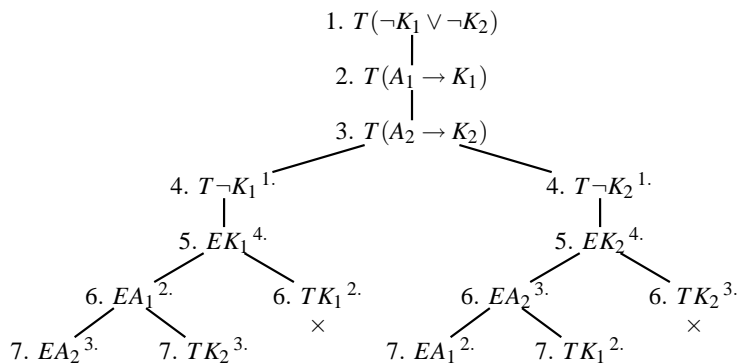 1. T(¬K₁ ∨ ¬K₂)
2. T(A₁ → K₁)
3. T(A₂ → K₂)
4. T¬K₁ ¹· 4. T¬K₂ ¹·
5. EK₁ ⁴· 5. EK₂ ⁴·
6. EA₁ ²· 6. TK₁ ²· 6. EA₂ ³· 6. TK₂ ³·
× ×
7. EA₂ ³· 7. TK₂ ³· 7. EA₁ ²· 7. TK₁ ²·